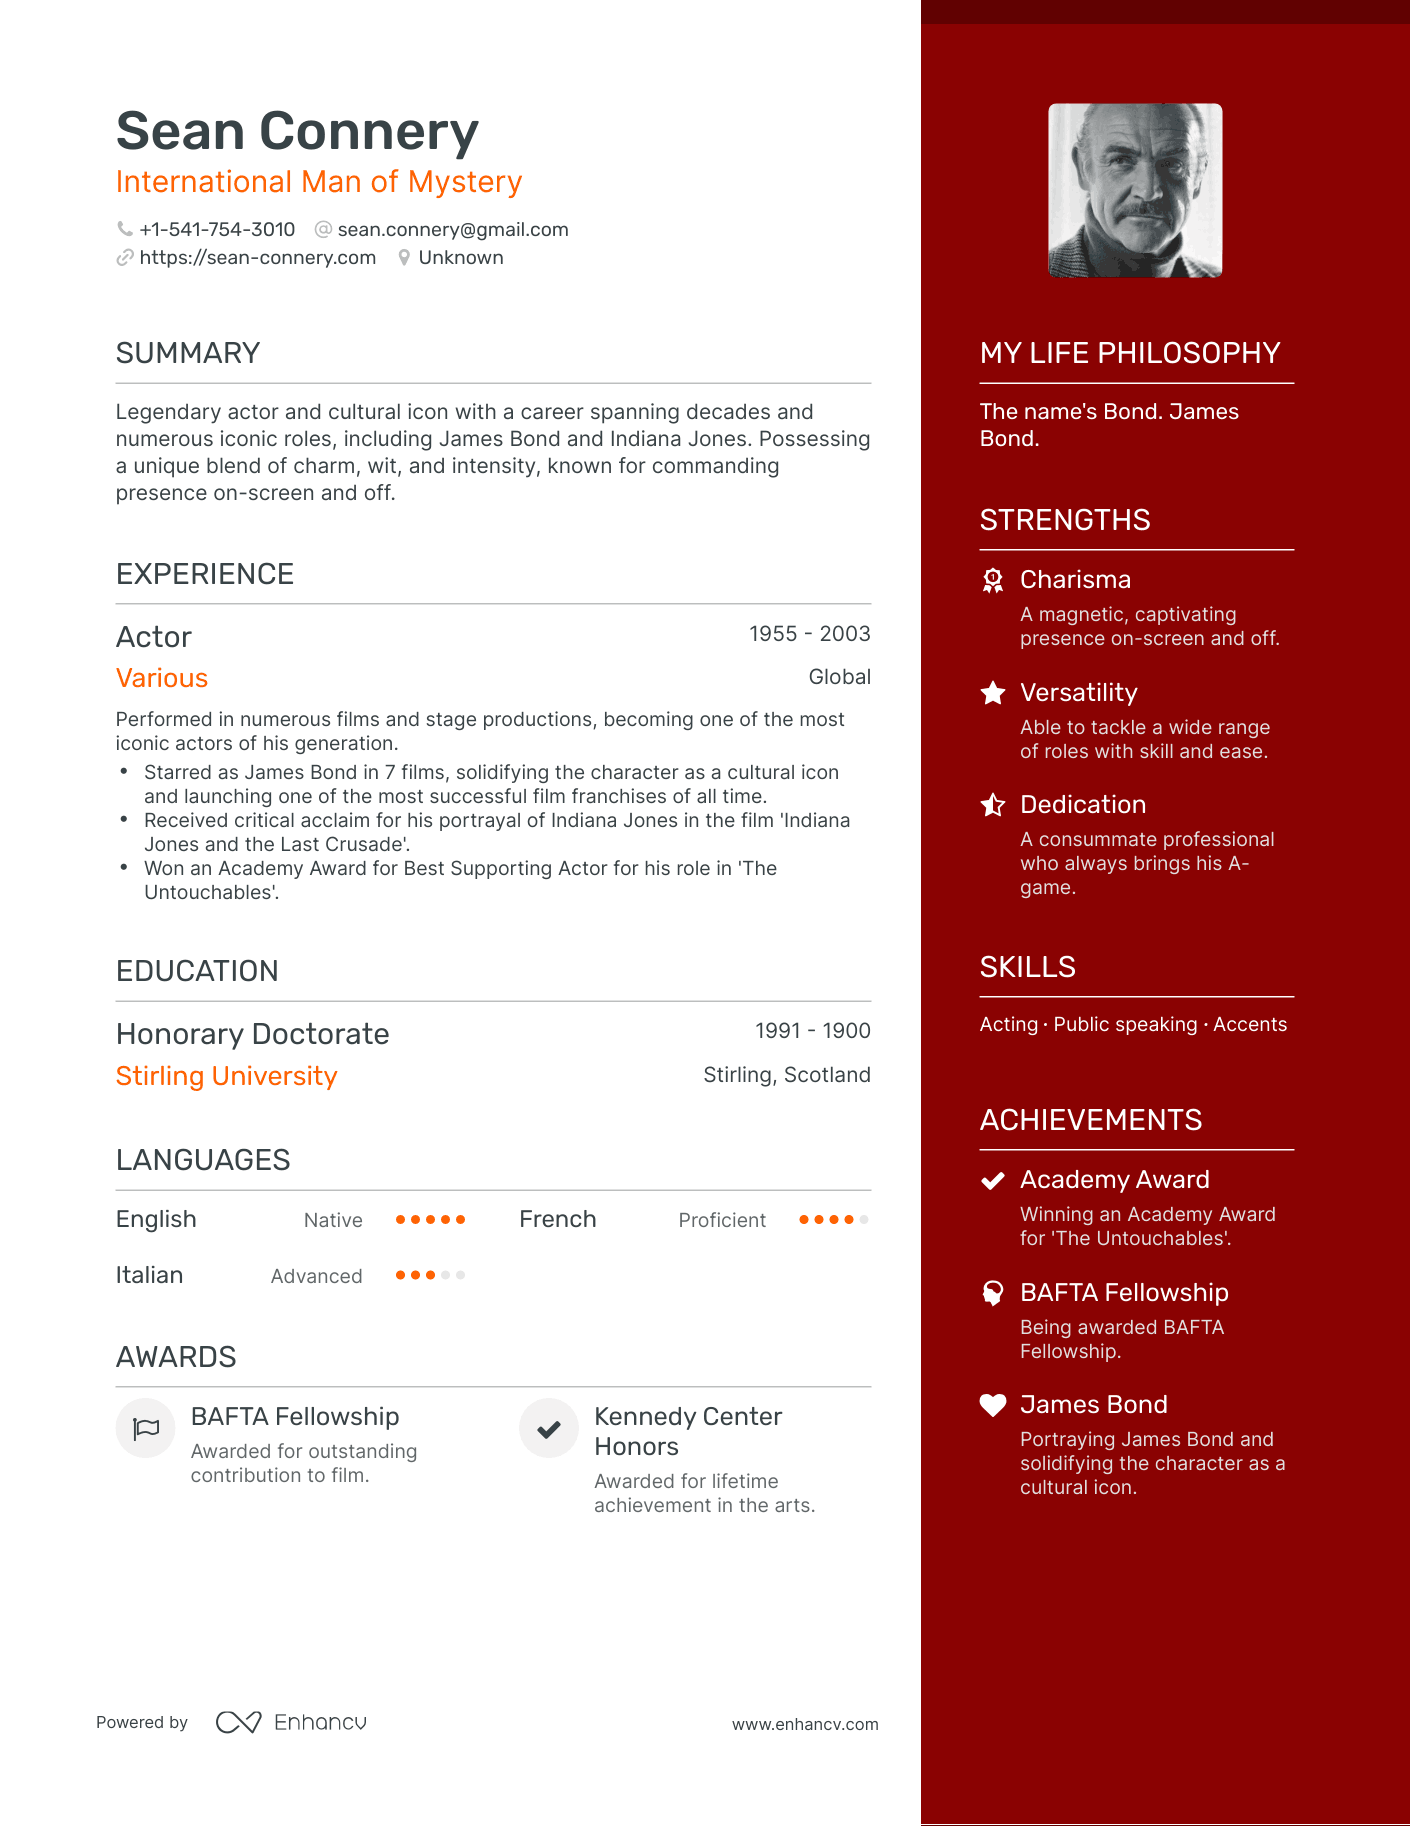 Sean Connery
International Man of Mystery
+1-541-754-3010 @ sean.connery@gmail.com
https://sean-connery.com Unknown
SUMMARY
Legendary actor and cultural icon with a career spanning decades and
numerous iconic roles, including James Bond and Indiana Jones. Possessing
a unique blend of charm, wit, and intensity, known for commanding
presence on-screen and off.
EXPERIENCE
Actor 1955 - 2003
Various Global
Performed in numerous films and stage productions, becoming one of the most
iconic actors of his generation.
• Starred as James Bond in 7 films, solidifying the character as a cultural icon
and launching one of the most successful film franchises of all time.
• Received critical acclaim for his portrayal of Indiana Jones in the film 'Indiana
Jones and the Last Crusade'.
• Won an Academy Award for Best Supporting Actor for his role in 'The
Untouchables'.
EDUCATION
Honorary Doctorate 1991 - 1900
Stirling University Stirling, Scotland
LANGUAGES
English Native French Proficient
Italian Advanced
AWARDS
BAFTA Fellowship
Awarded for outstanding
contribution to film.
Kennedy Center
Honors
Awarded for lifetime
achievement in the arts.
Powered by Enhancv www.enhancv.com
MY LIFE PHILOSOPHY
The name's Bond. James
Bond.
STRENGTHS
Charisma
A magnetic, captivating
presence on-screen and off.
Versatility
Able to tackle a wide range
of roles with skill and ease.
Dedication
A consummate professional
who always brings his A-
game.
SKILLS
Acting · Public speaking · Accents
ACHIEVEMENTS
Academy Award
Winning an Academy Award
for 'The Untouchables'.
BAFTA Fellowship
Being awarded BAFTA
Fellowship.
James Bond
Portraying James Bond and
solidifying the character as a
cultural icon.